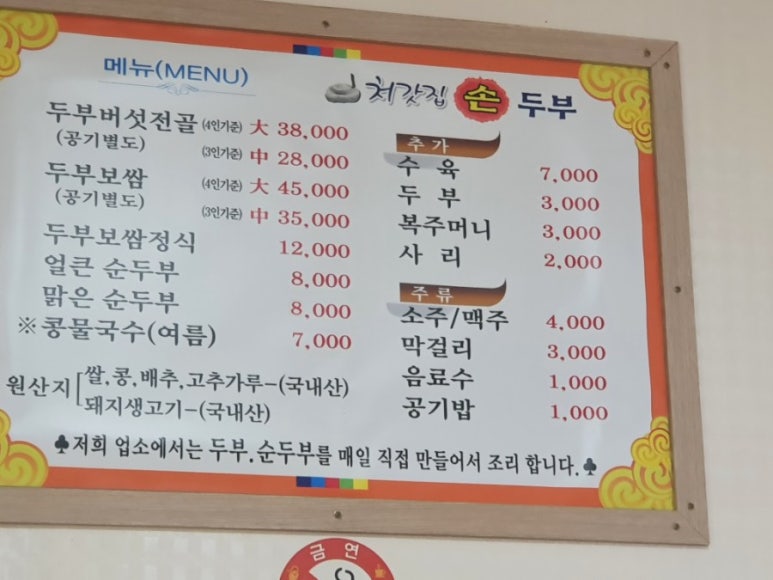 메뉴(MENU)
처갓집 손 두부
두부버섯전골 (4인기준) 大 38,000
(공기별도) (3인기준) 中 28,000
두부보쌈 (4인기준) 大 45,000
(공기별도) (3인기준) 中 35,000
두부보쌈정식 12,000
얼큰 순두부 8,000
맑은 순두부 8,000
※콩물국수(여름) 7,000
추가
수 육 7,000
두 부 3,000
복주머니 3,000
사 리 2,000
주류
소주/맥주 4,000
막걸리 3,000
음료수 1,000
공기밥 1,000
원산지[쌀,콩,배추,고추가루-(국내산)
돼지생고기-(국내산)
♣저희 업소에서는 두부.순두부를 매일 직접 만들어서 조리 합니다.♣
금연